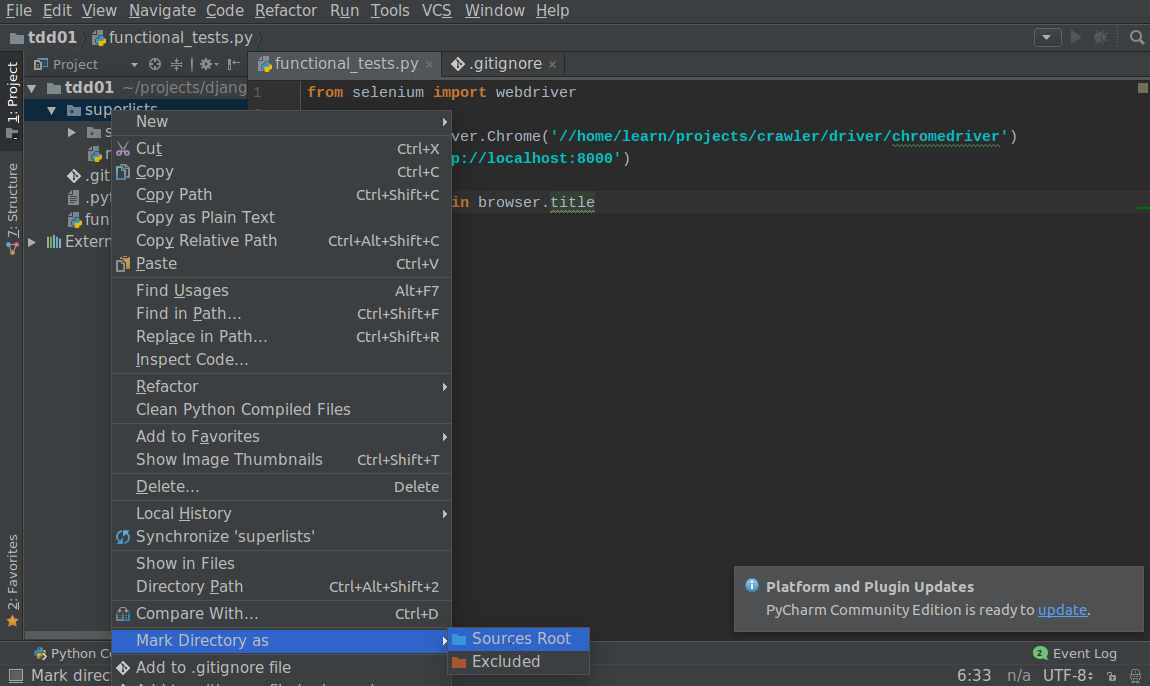 File Edit View Navigate Code Refactor Run Tools VCS Window Help
tdd01 functional_tests.py
1: Project
7: Structure
2: Favorites
Project
functional_tests.py × .gitignore ×
tdd01 ~/projects/djang
superlists
s
r
.git
.pyt
fun
Extern
1 from selenium import webdriver
ver.Chrome('//home/learn/projects/crawler/driver/chromedriver')
p://localhost:8000')
in browser.title
New
Cut Ctrl+X
Copy Ctrl+C
Copy Path Ctrl+Shift+C
Copy as Plain Text
Copy Relative Path Ctrl+Alt+Shift+C
Paste Ctrl+V
Find Usages Alt+F7
Find in Path... Ctrl+Shift+F
Replace in Path... Ctrl+Shift+R
Inspect Code...
Refactor
Clean Python Compiled Files
Add to Favorites
Show Image Thumbnails Ctrl+Shift+T
Delete... Delete
Local History
Synchronize 'superlists'
Show in Files
Directory Path Ctrl+Alt+Shift+2
Compare With... Ctrl+D
Mark Directory as
Add to .gitignore file
Sources Root
Excluded
Platform and Plugin Updates
PyCharm Community Edition is ready to update.
Python Co
2 Event Log
Mark direc
6:33 n/a UTF-8